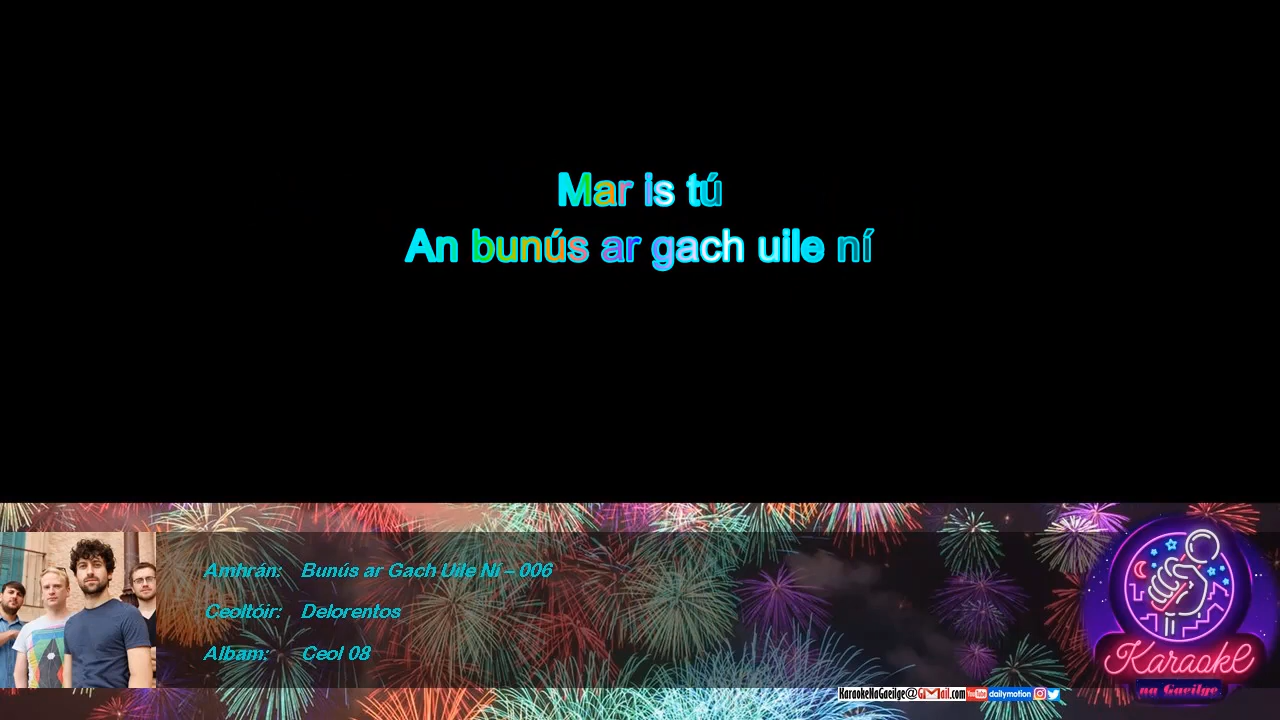 Mar is tú
An bunús ar gach uile ní
Amhrán: Bunús ar Gach Uile Ní – 006
Ceoltóir: Delorentos
Albam: Ceol 08
KaraokeNaGaeilge@GMail.com YouTube dailymotion
Karaoke
na Gaeilge